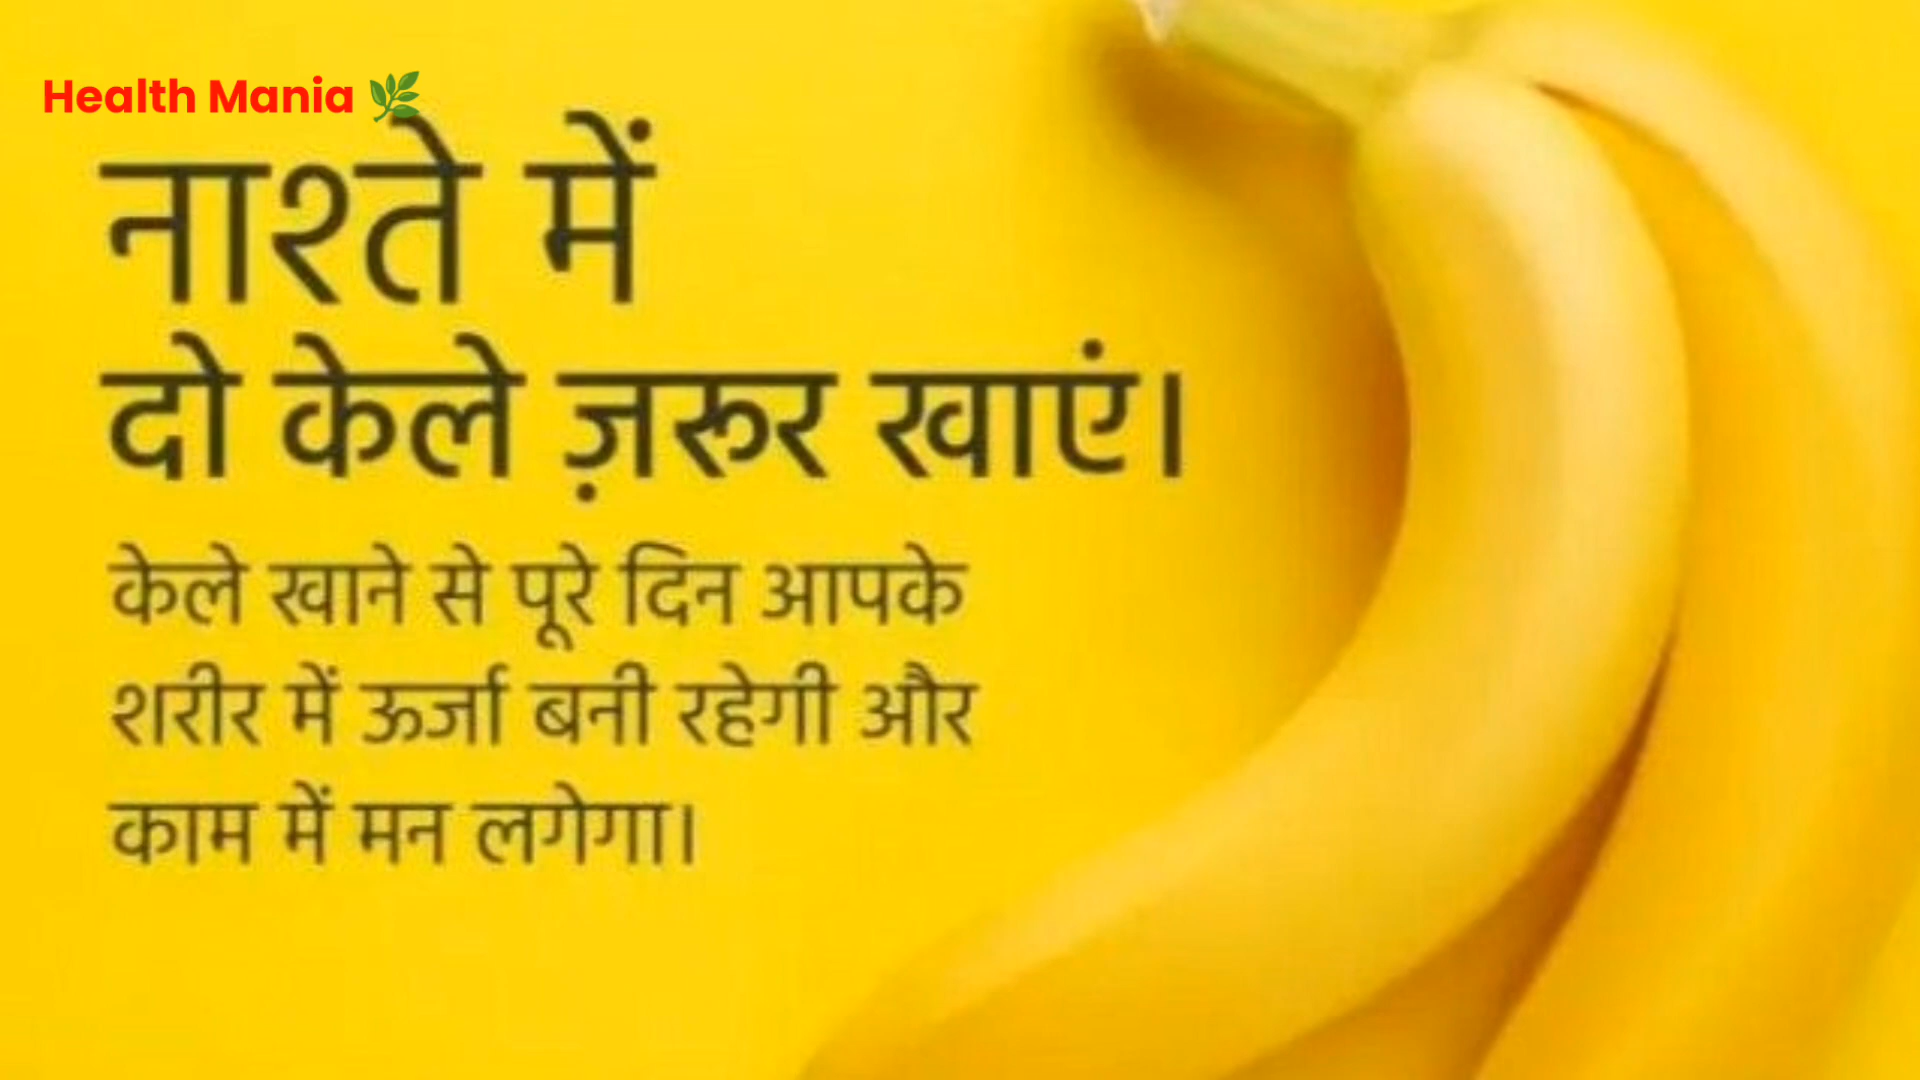 Health Mania 🌿
नाश्ते में
दो केले ज़रूर खाएं।
केले खाने से पूरे दिन आपके
शरीर में ऊर्जा बनी रहेगी और
काम में मन लगेगा।